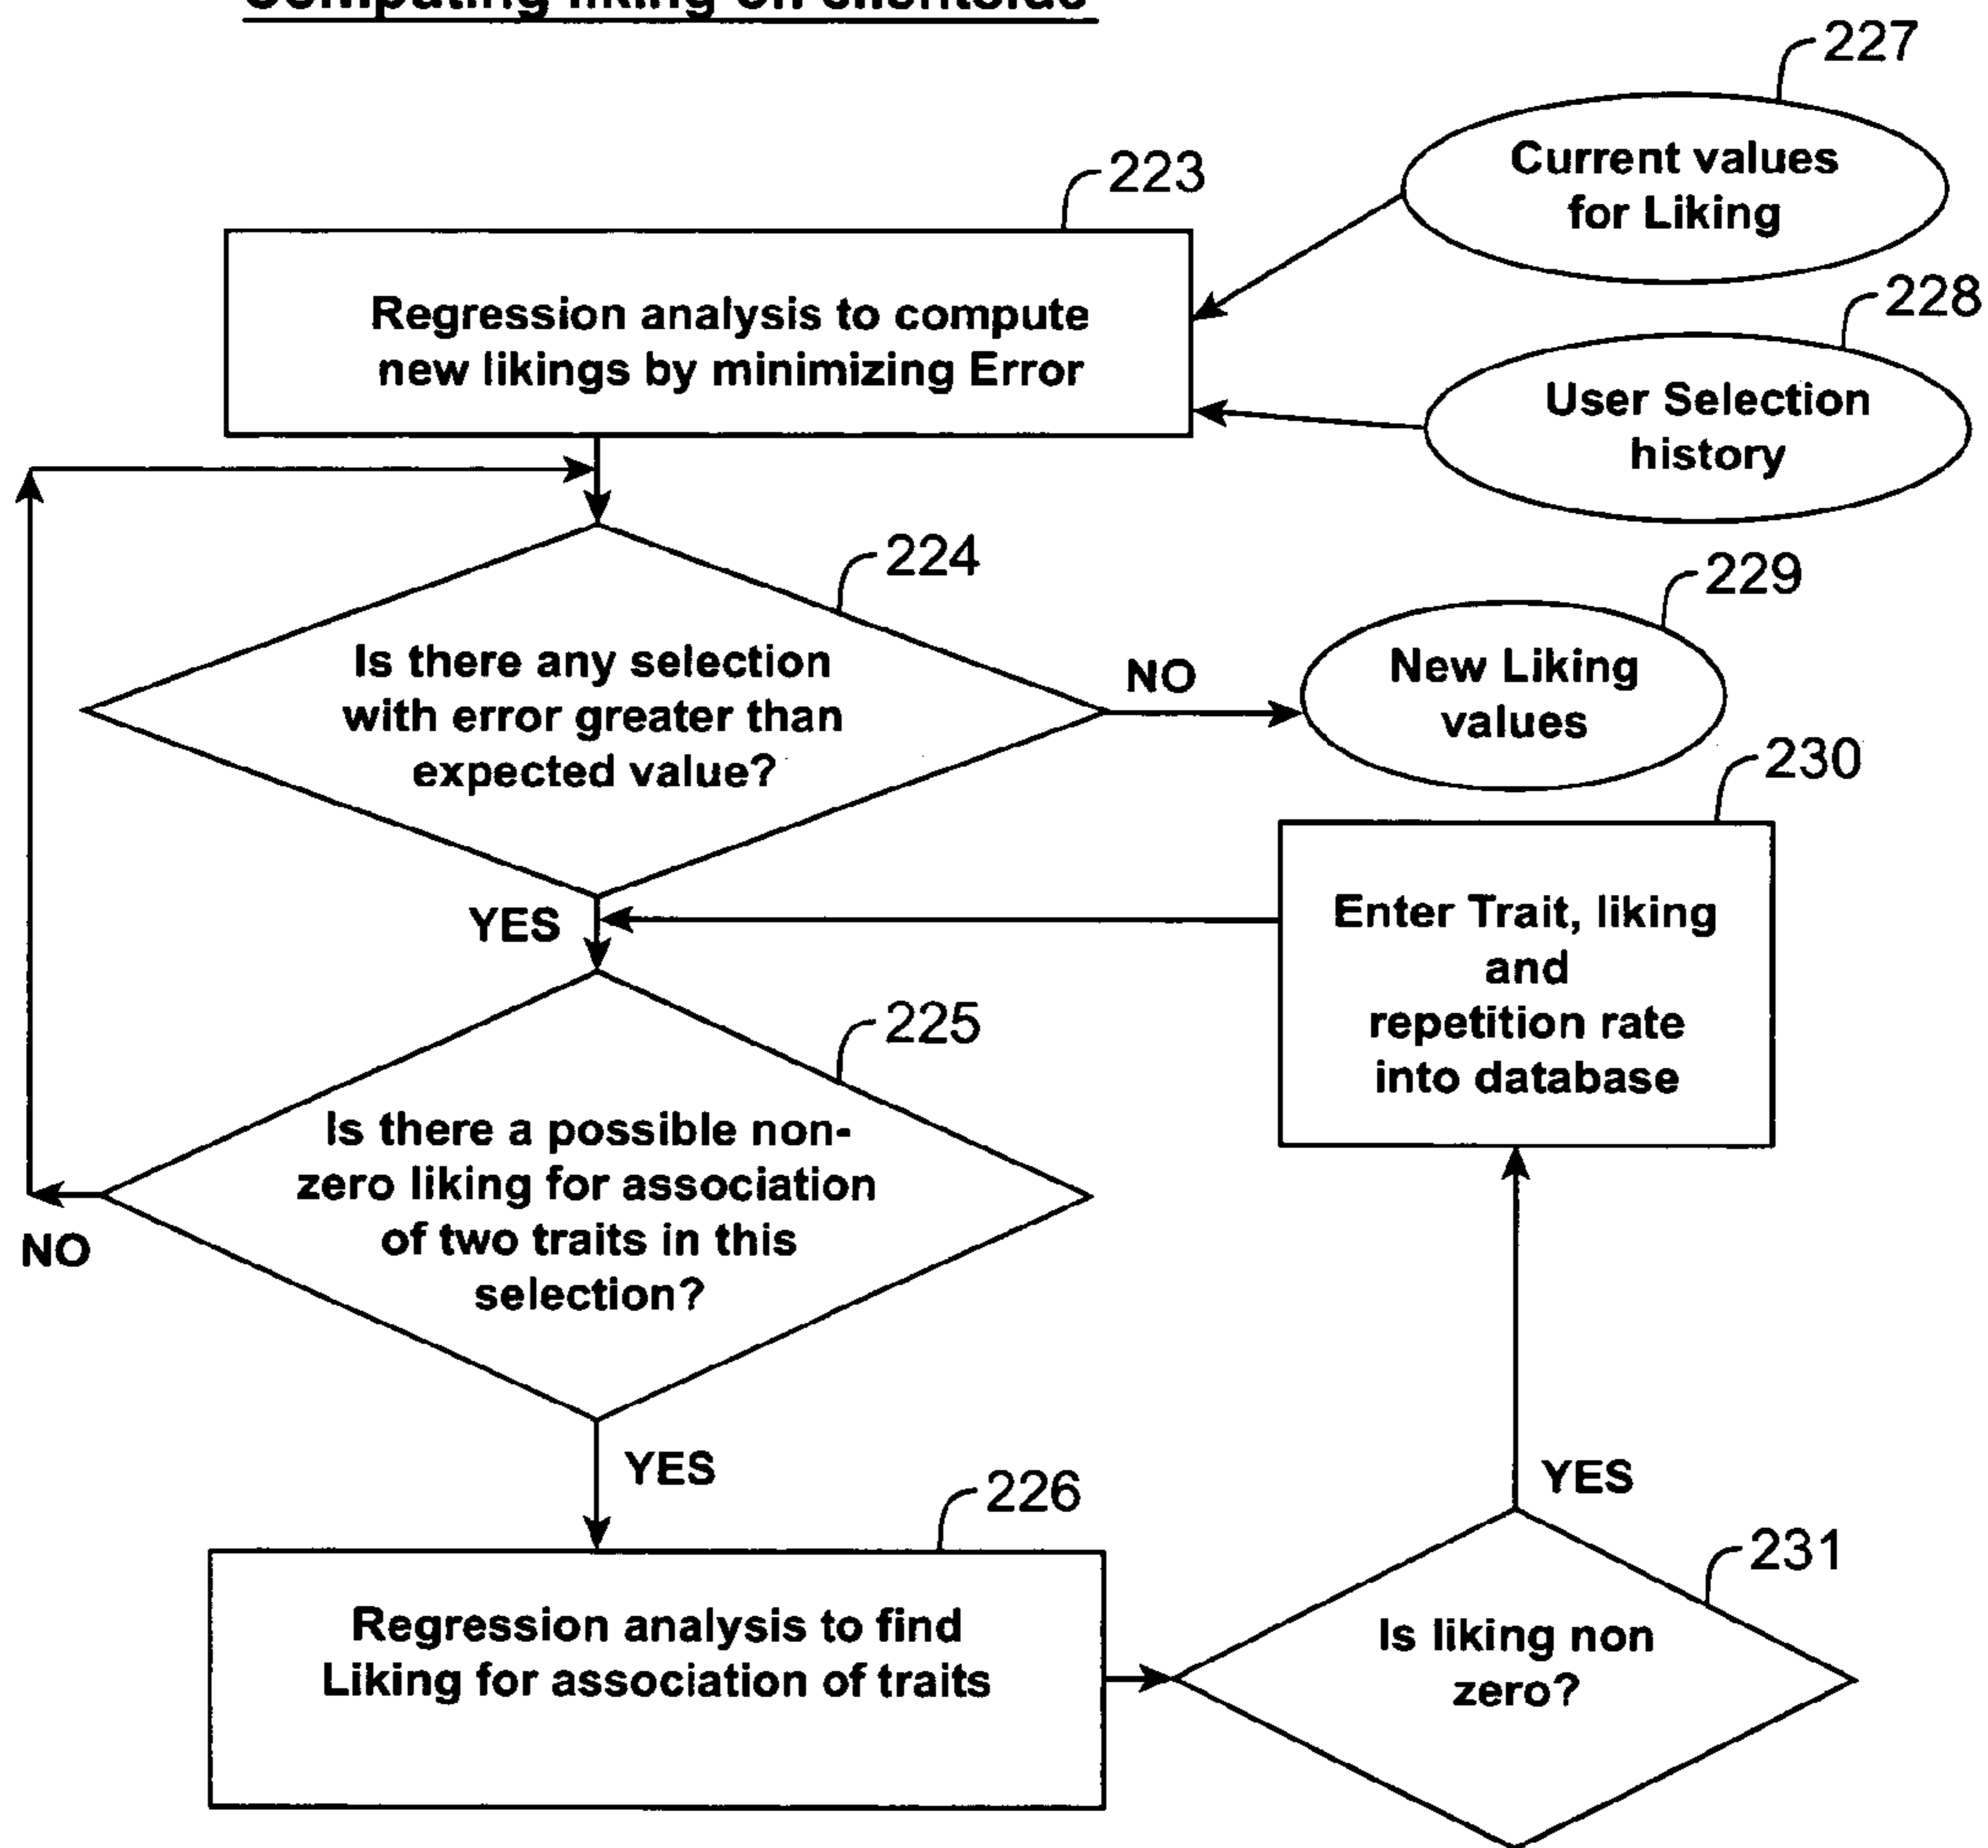 Computing liking on clientside
227
Current values
for Liking
223
228
Regression analysis to compute
new likings by minimizing Error
User Selection
history
224
229
Is there any selection
with error greater than
expected value?
NO
New Liking
values
230
YES
Enter Trait, liking
and
repetition rate
into database
225
Is there a possible non-
zero liking for association
of two traits in this
selection?
NO
YES
YES
226
231
Regression analysis to find
Liking for association of traits
Is liking non
zero?